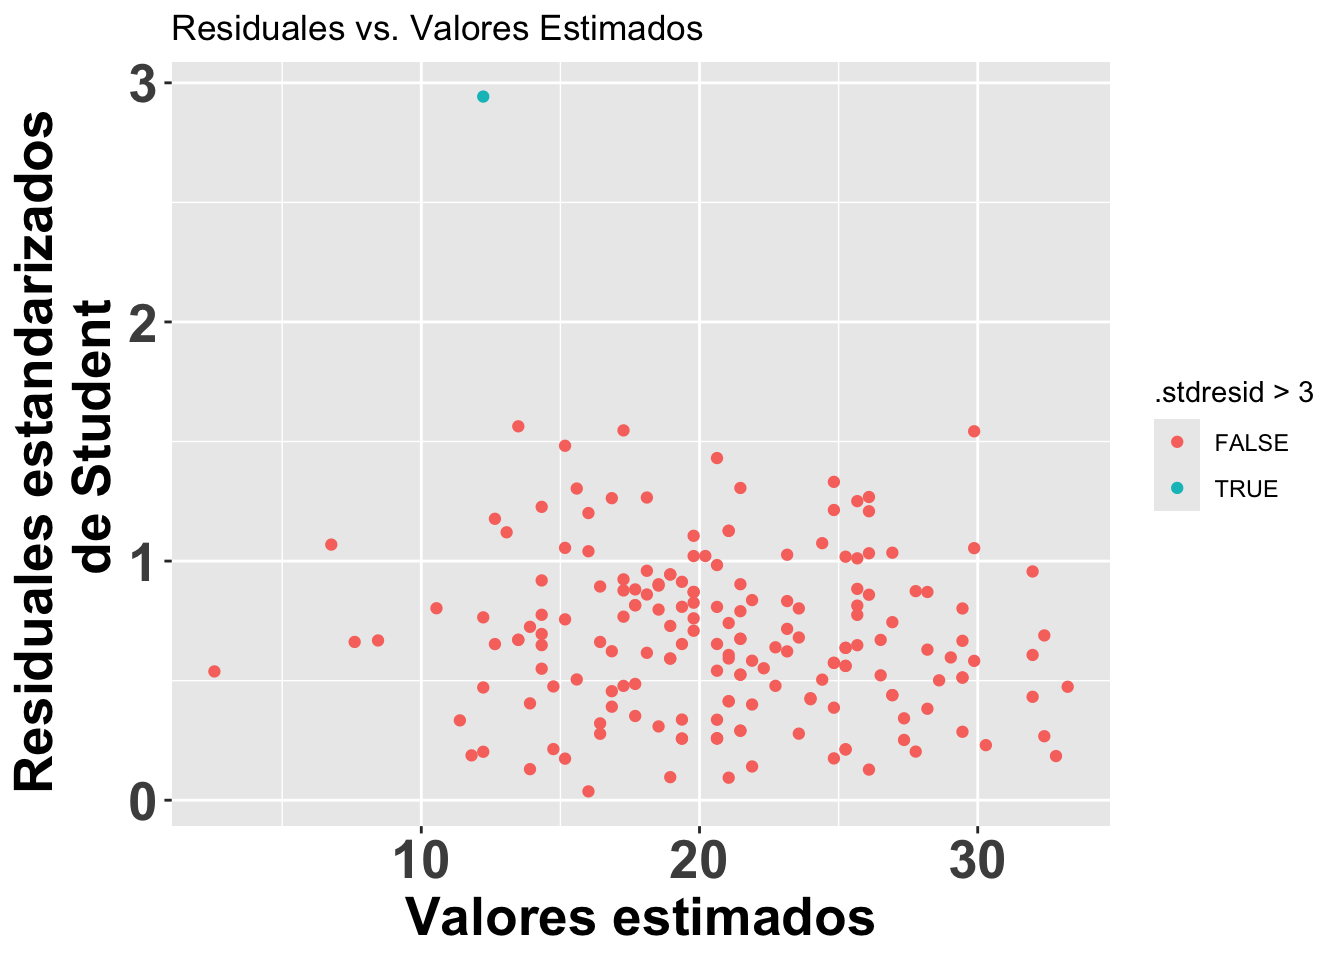 Residuales vs. Valores Estimados
Residuales estandarizados
de Student
3
2
1
0
10 20 30
Valores estimados
.stdresid > 3
FALSE
TRUE